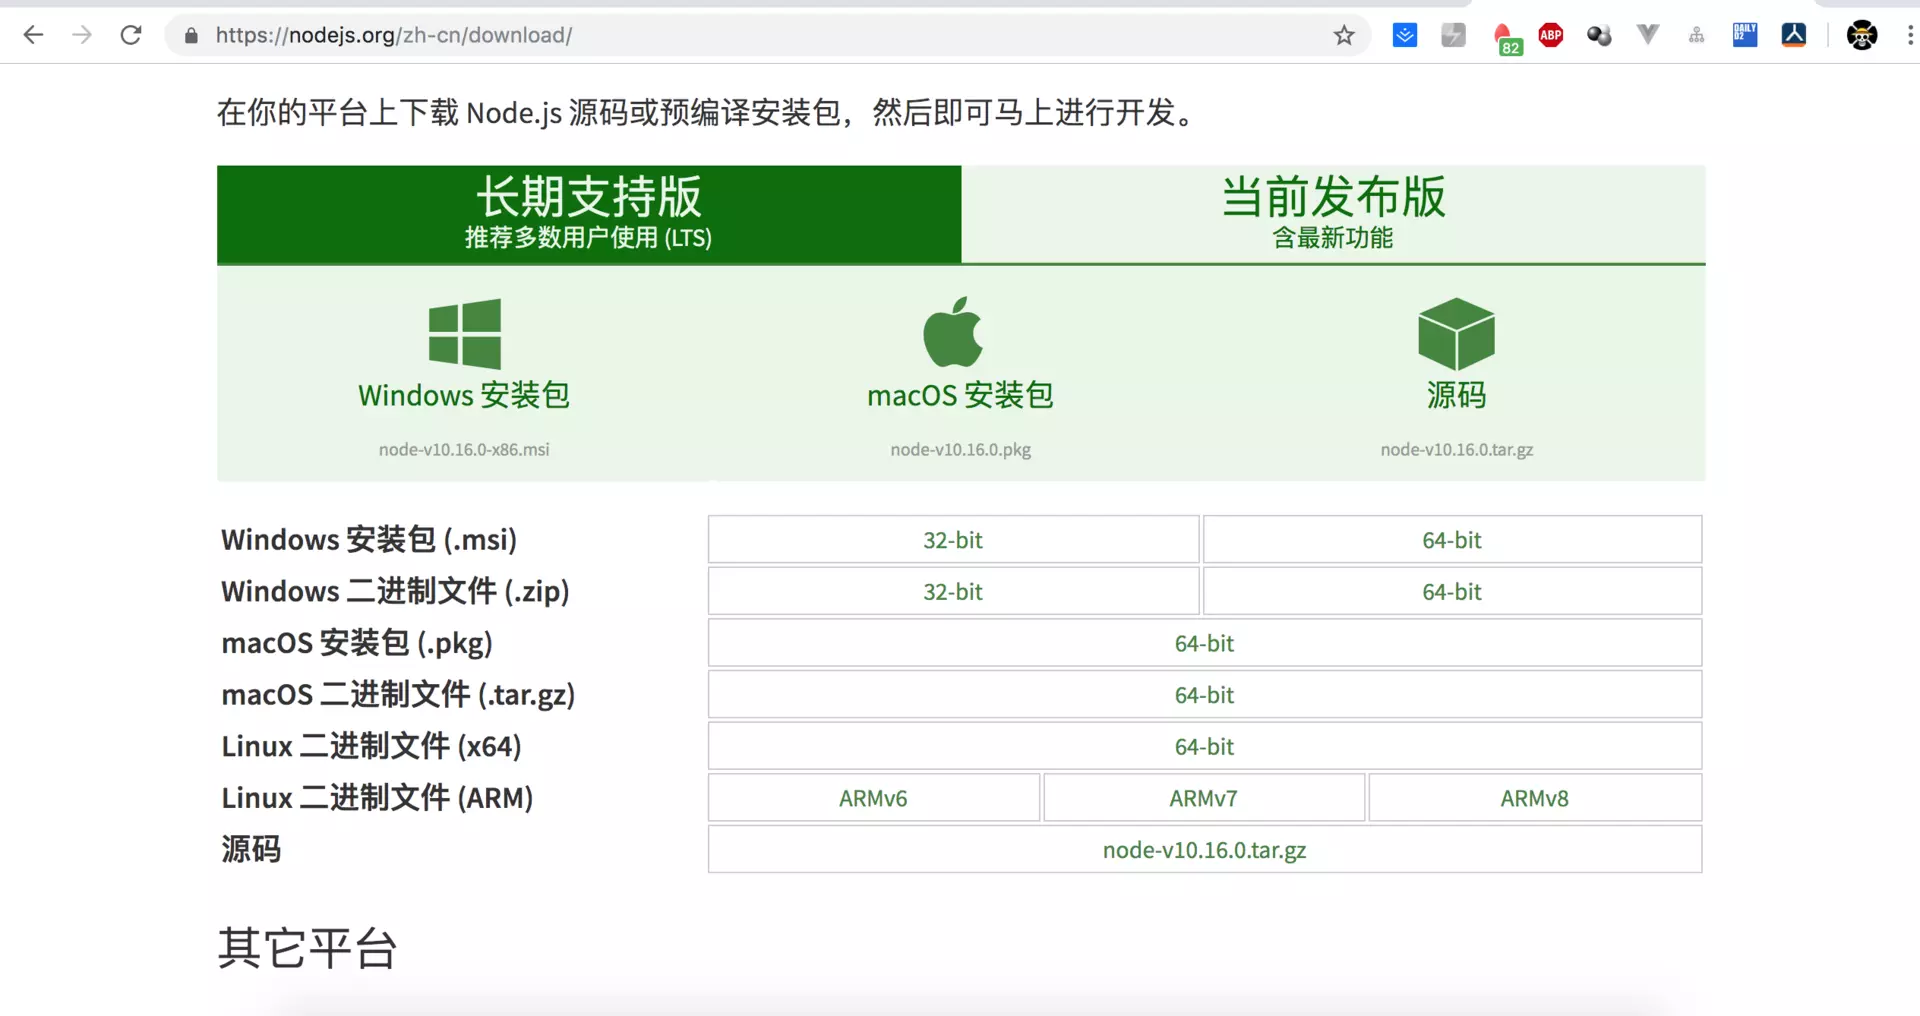 https://nodejs.org/zh-cn/download/
82
ABP
DAILY
02
在你的平台上下载 Node.js 源码或预编译安装包，然后即可马上进行开发。
长期支持版
推荐多数用户使用 (LTS)
当前发布版
含最新功能
Windows 安装包
macOS 安装包
源码
node-v10.16.0-x86.msi
node-v10.16.0.pkg
node-v10.16.0.tar.gz
Windows 安装包 (.msi)
32-bit
64-bit
Windows 二进制文件 (.zip)
32-bit
64-bit
macOS 安装包 (.pkg)
64-bit
macOS 二进制文件 (.tar.gz)
64-bit
Linux 二进制文件 (x64)
64-bit
Linux 二进制文件 (ARM)
ARMv6
ARMv7
ARMv8
源码
node-v10.16.0.tar.gz
其它平台